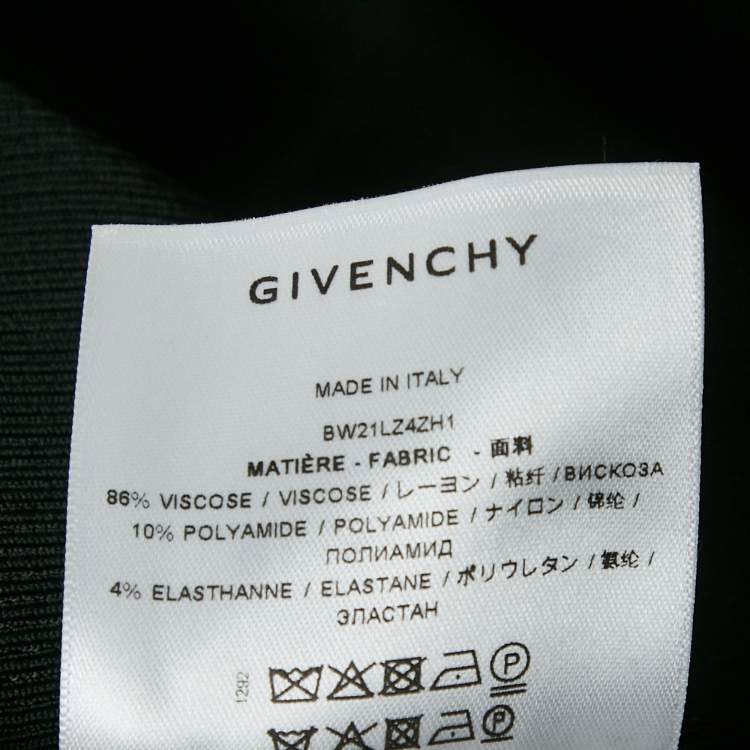 GIVENCHY
MADE IN ITALY
BW21LZ4ZH1
MATIÈRE - FABRIC - 面料
86% VISCOSE / VISCOSE / レーヨン / 粘纤 / ВИСКОЗА
10% POLYAMIDE / POLYAMIDE / ナイロン / 锦纶 /
ПОЛИАМИД
4% ELASTHANNE / ELASTANE / ポリウレタン / 氨纶 /
ЭЛАСТАН
1292
P
P